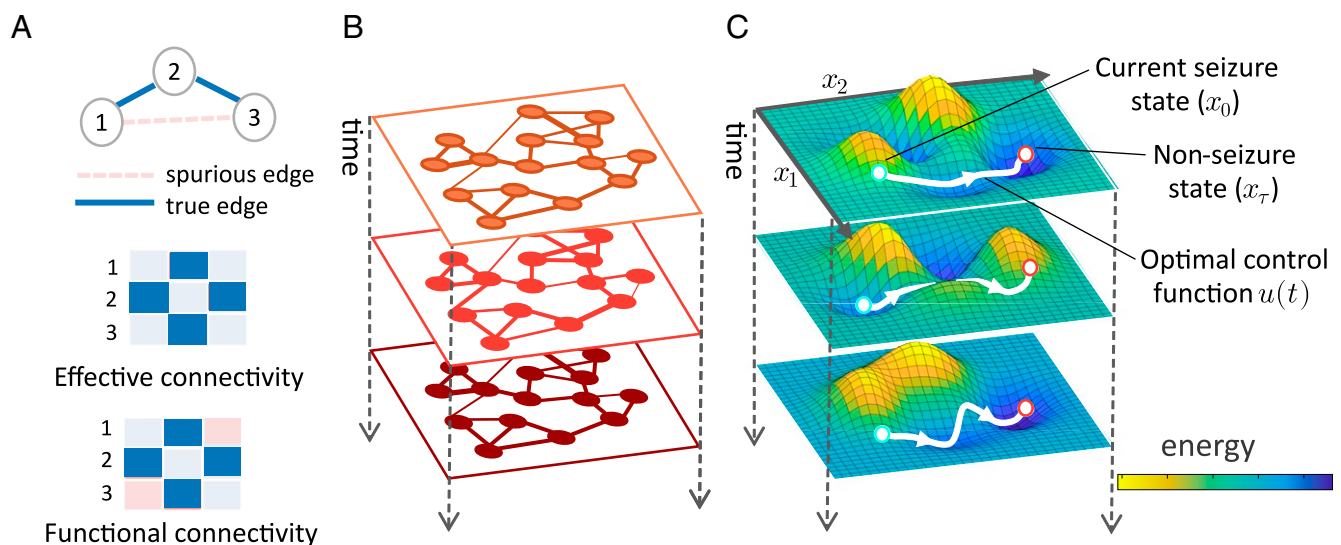 A
2
1
3
spurious edge
true edge
1
2
3
Effective connectivity
1
2
3
Functional connectivity
B
time
C
time
x₂
x₁
Current seizure
state (x₀)
Non-seizure
state (x_τ)
Optimal control
function u(t)
energy